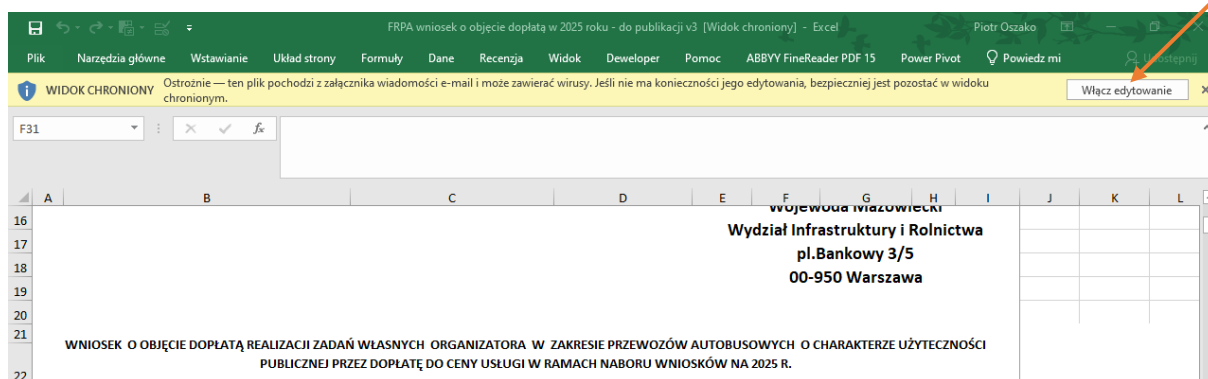 FRPA wniosek o objęcie dopłatą w 2025 roku - do publikacji v3 [Widok chroniony] - Excel
Piotr Oszako
Plik Narzędzia główne Wstawianie Układ strony Formuły Dane Recenzja Widok Deweloper Pomoc ABBYY FineReader PDF 15 Power Pivot Powiedz mi Udostępnij
WIDOK CHRONIONY Ostrożnie — ten plik pochodzi z załącznika wiadomości e-mail i może zawierać wirusy. Jeśli nie ma konieczności jego edytowania, bezpieczniej jest pozostać w widoku
chronionym.
Włącz edytowanie
F31 fx
A B C D E F G H I J K L
16 Wojewoda Mazowiecki
17 Wydział Infrastruktury i Rolnictwa
18 pl.Bankowy 3/5
19 00-950 Warszawa
20
21
WNIOSEK O OBJĘCIE DOPŁATĄ REALIZACJI ZADAŃ WŁASNYCH ORGANIZATORA W ZAKRESIE PRZEWOZÓW AUTOBUSOWYCH O CHARAKTERZE UŻYTECZNOŚCI
PUBLICZNEJ PRZEZ DOPŁATĘ DO CENY USŁUGI W RAMACH NABORU WNIOSKÓW NA 2025 R.
22